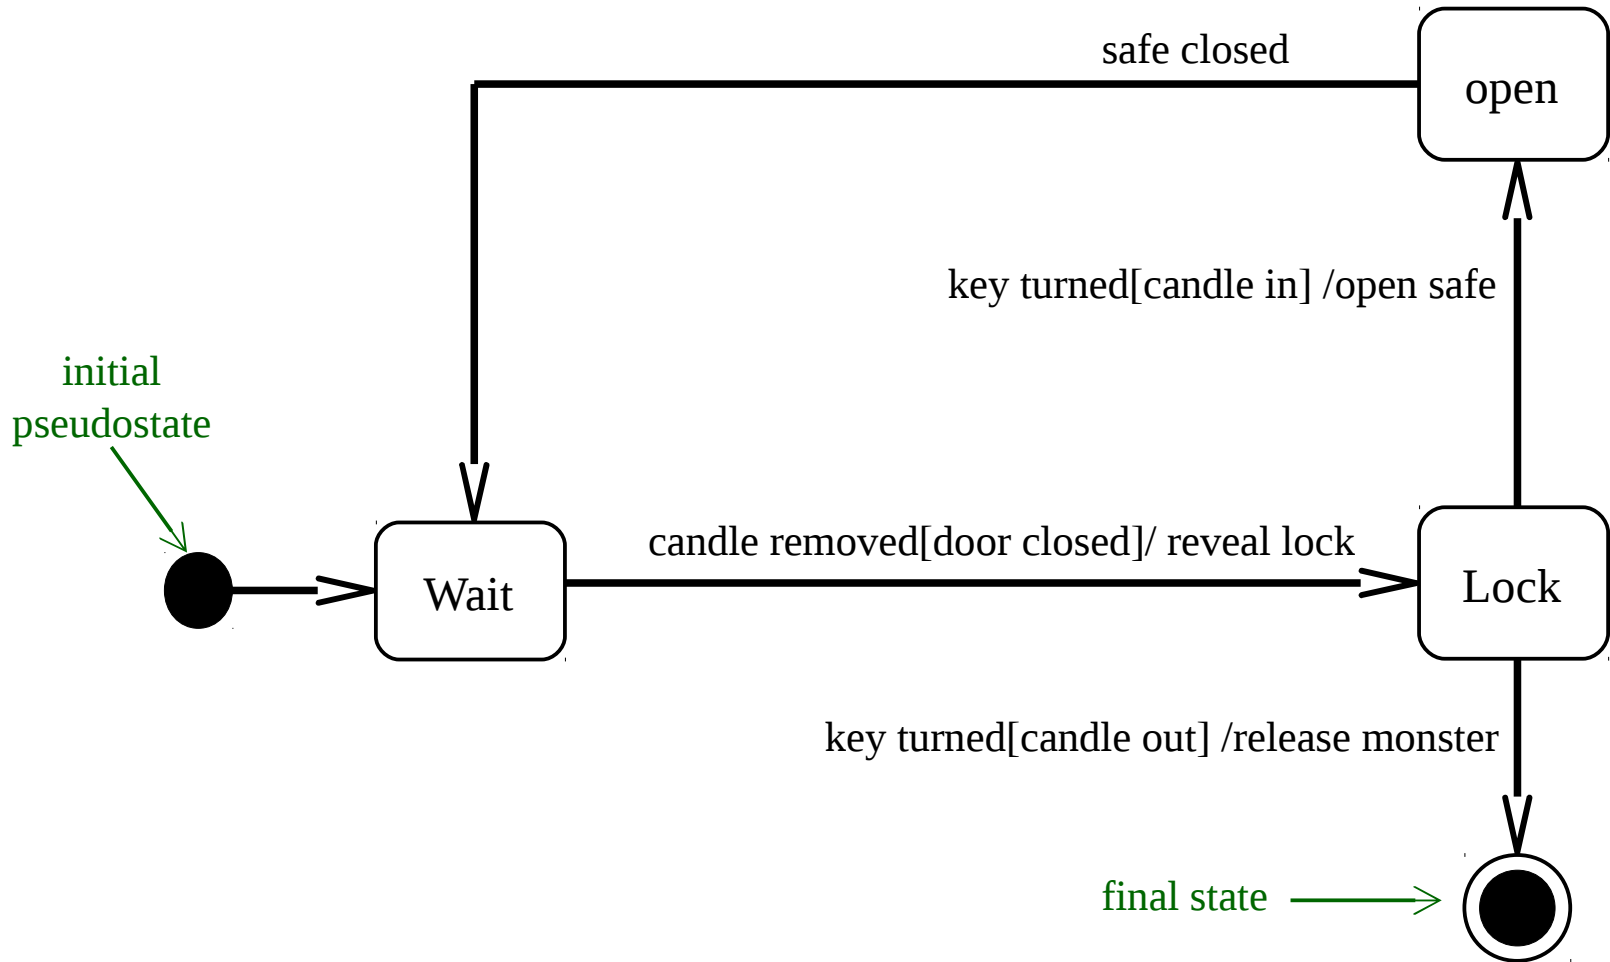 safe closed
open
key turned[candle in] /open safe
initial
pseudostate
candle removed[door closed]/ reveal lock
Wait
Lock
key turned[candle out] /release monster
final state